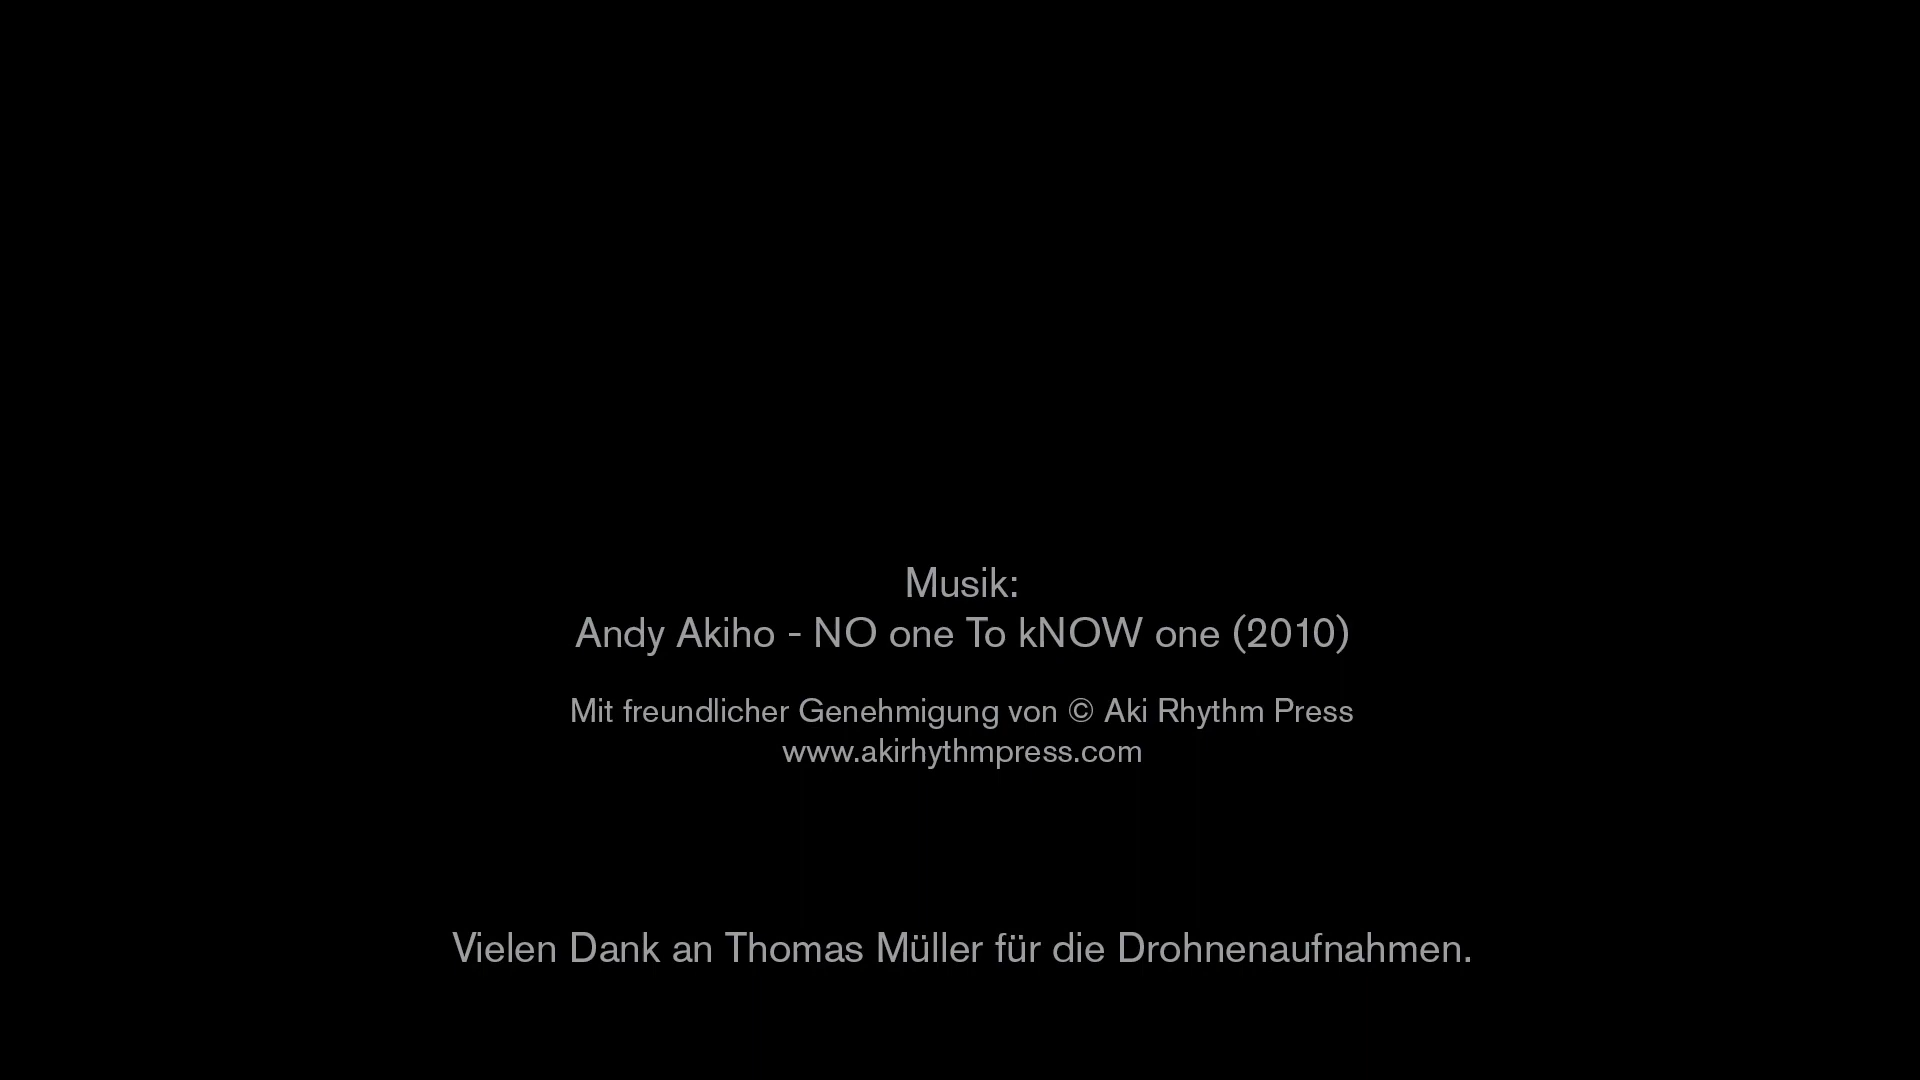 Musik:
Andy Akiho - NO one To kNOW one (2010)
Mit freundlicher Genehmigung von © Aki Rhythm Press
www.akirhythmpress.com
Vielen Dank an Thomas Müller für die Drohnenaufnahmen.